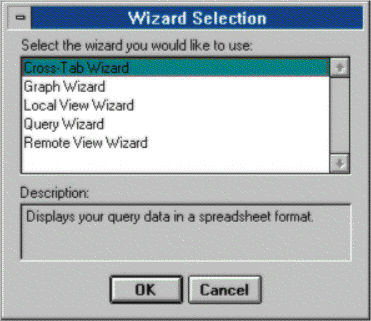 Wizard Selection
Select the wizard you would like to use:
Cross-Tab Wizard
Graph Wizard
Local View Wizard
Query Wizard
Remote View Wizard
Description:
Displays your query data in a spreadsheet format.
OK Cancel